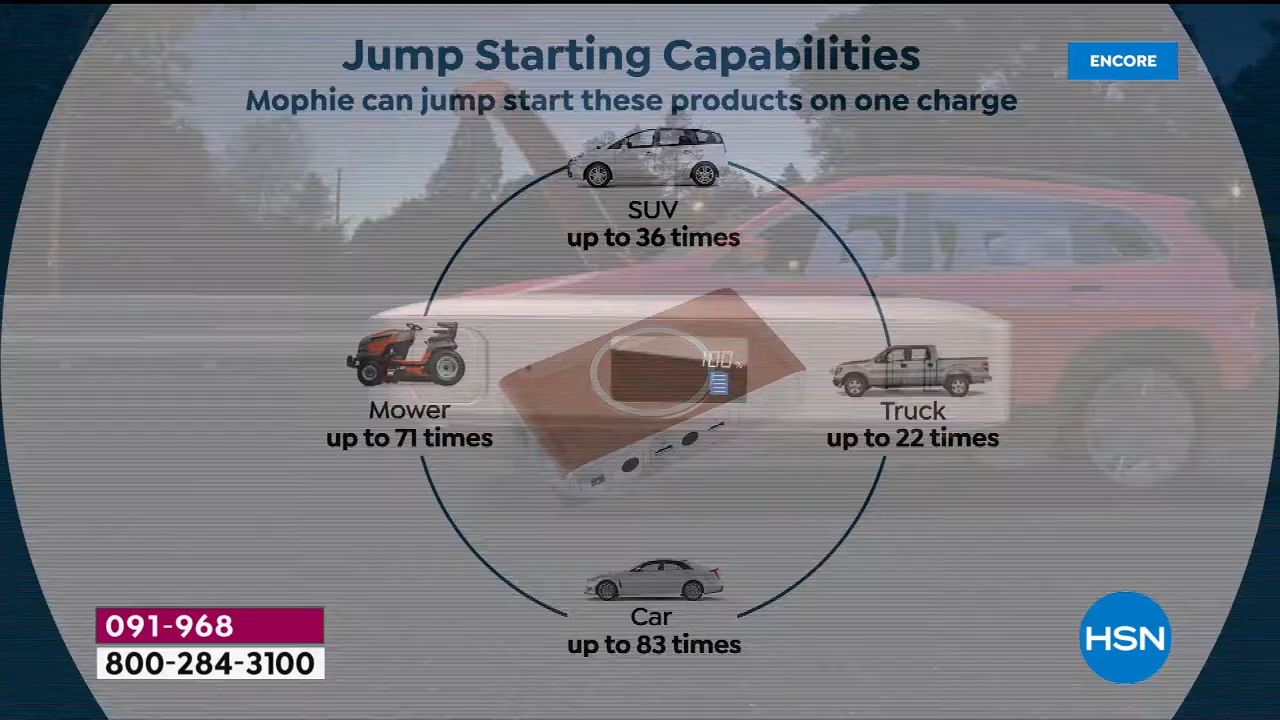 Jump Starting Capabilities
ENCORE
Mophie can jump start these products on one charge
SUV
up to 36 times
100%
Mower
up to 71 times
Truck
up to 22 times
Car
up to 83 times
091-968
800-284-3100
HSN